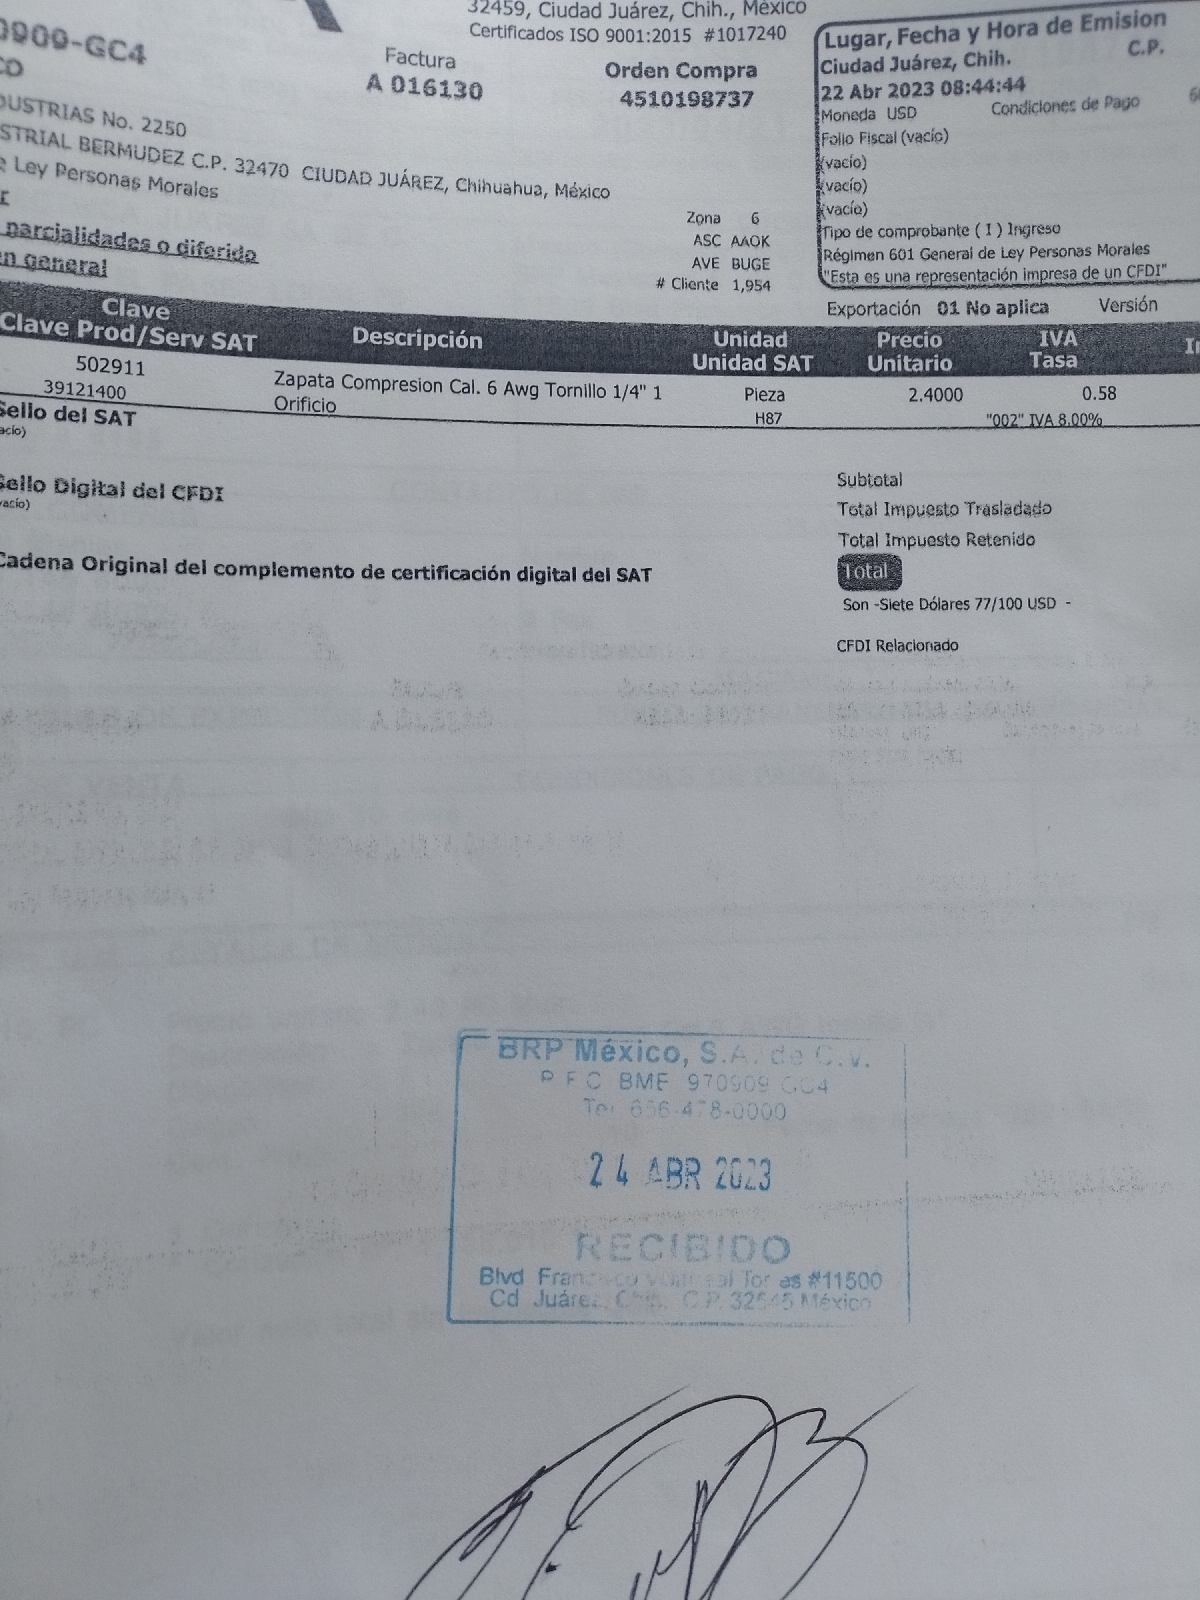 32459, Ciudad Juárez, Chih., México
Certificados ISO 9001:2015 #1017240
0909-GC4
CO
Factura
A 016130
Orden Compra
4510198737
Lugar, Fecha y Hora de Emision
Ciudad Juárez, Chih. C.P.
22 Abr 2023 08:44:44
Moneda USD Condiciones de Pago
Folio Fiscal (vacío)
(vacío)
(vacío)
(vacío)
Tipo de comprobante ( I ) Ingreso
Régimen 601 General de Ley Personas Morales
"Esta es una representación impresa de un CFDI"
DUSTRIAS No. 2250
STRIAL BERMUDEZ C.P. 32470 CIUDAD JUÁREZ, Chihuahua, México
e Ley Personas Morales
parcialidades o diferido
n general
Zona 6
ASC AAOK
AVE BUGE
# Cliente 1,954
Exportación 01 No aplica Versión
Clave
Clave Prod/Serv SAT
Descripción
Unidad
Unidad SAT
Precio
Unitario
IVA
Tasa
502911
39121400
Zapata Compresion Cal. 6 Awg Tornillo 1/4" 1
Orificio
Pieza
H87
2.4000
0.58
"002" IVA 8.00%
Sello del SAT
acío)
Sello Digital del CFDI
vacío)
Cadena Original del complemento de certificación digital del SAT
Subtotal
Total Impuesto Trasladado
Total Impuesto Retenido
Total
Son -Siete Dólares 77/100 USD -
CFDI Relacionado
BRP México, S.A. de C.V.
R F C BME 970909 GC4
Tel 656-478-0000
24 ABR 2023
RECIBIDO
Blvd #11500
Cd Juárez, Chih. C.P. 32545 México